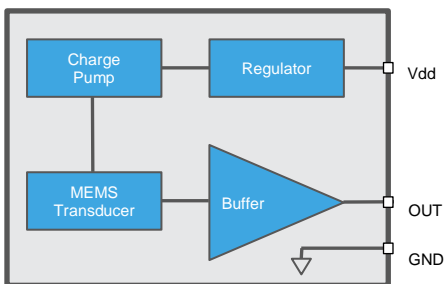 Charge
Pump
Regulator
Vdd
MEMS
Transducer
Buffer
OUT
GND